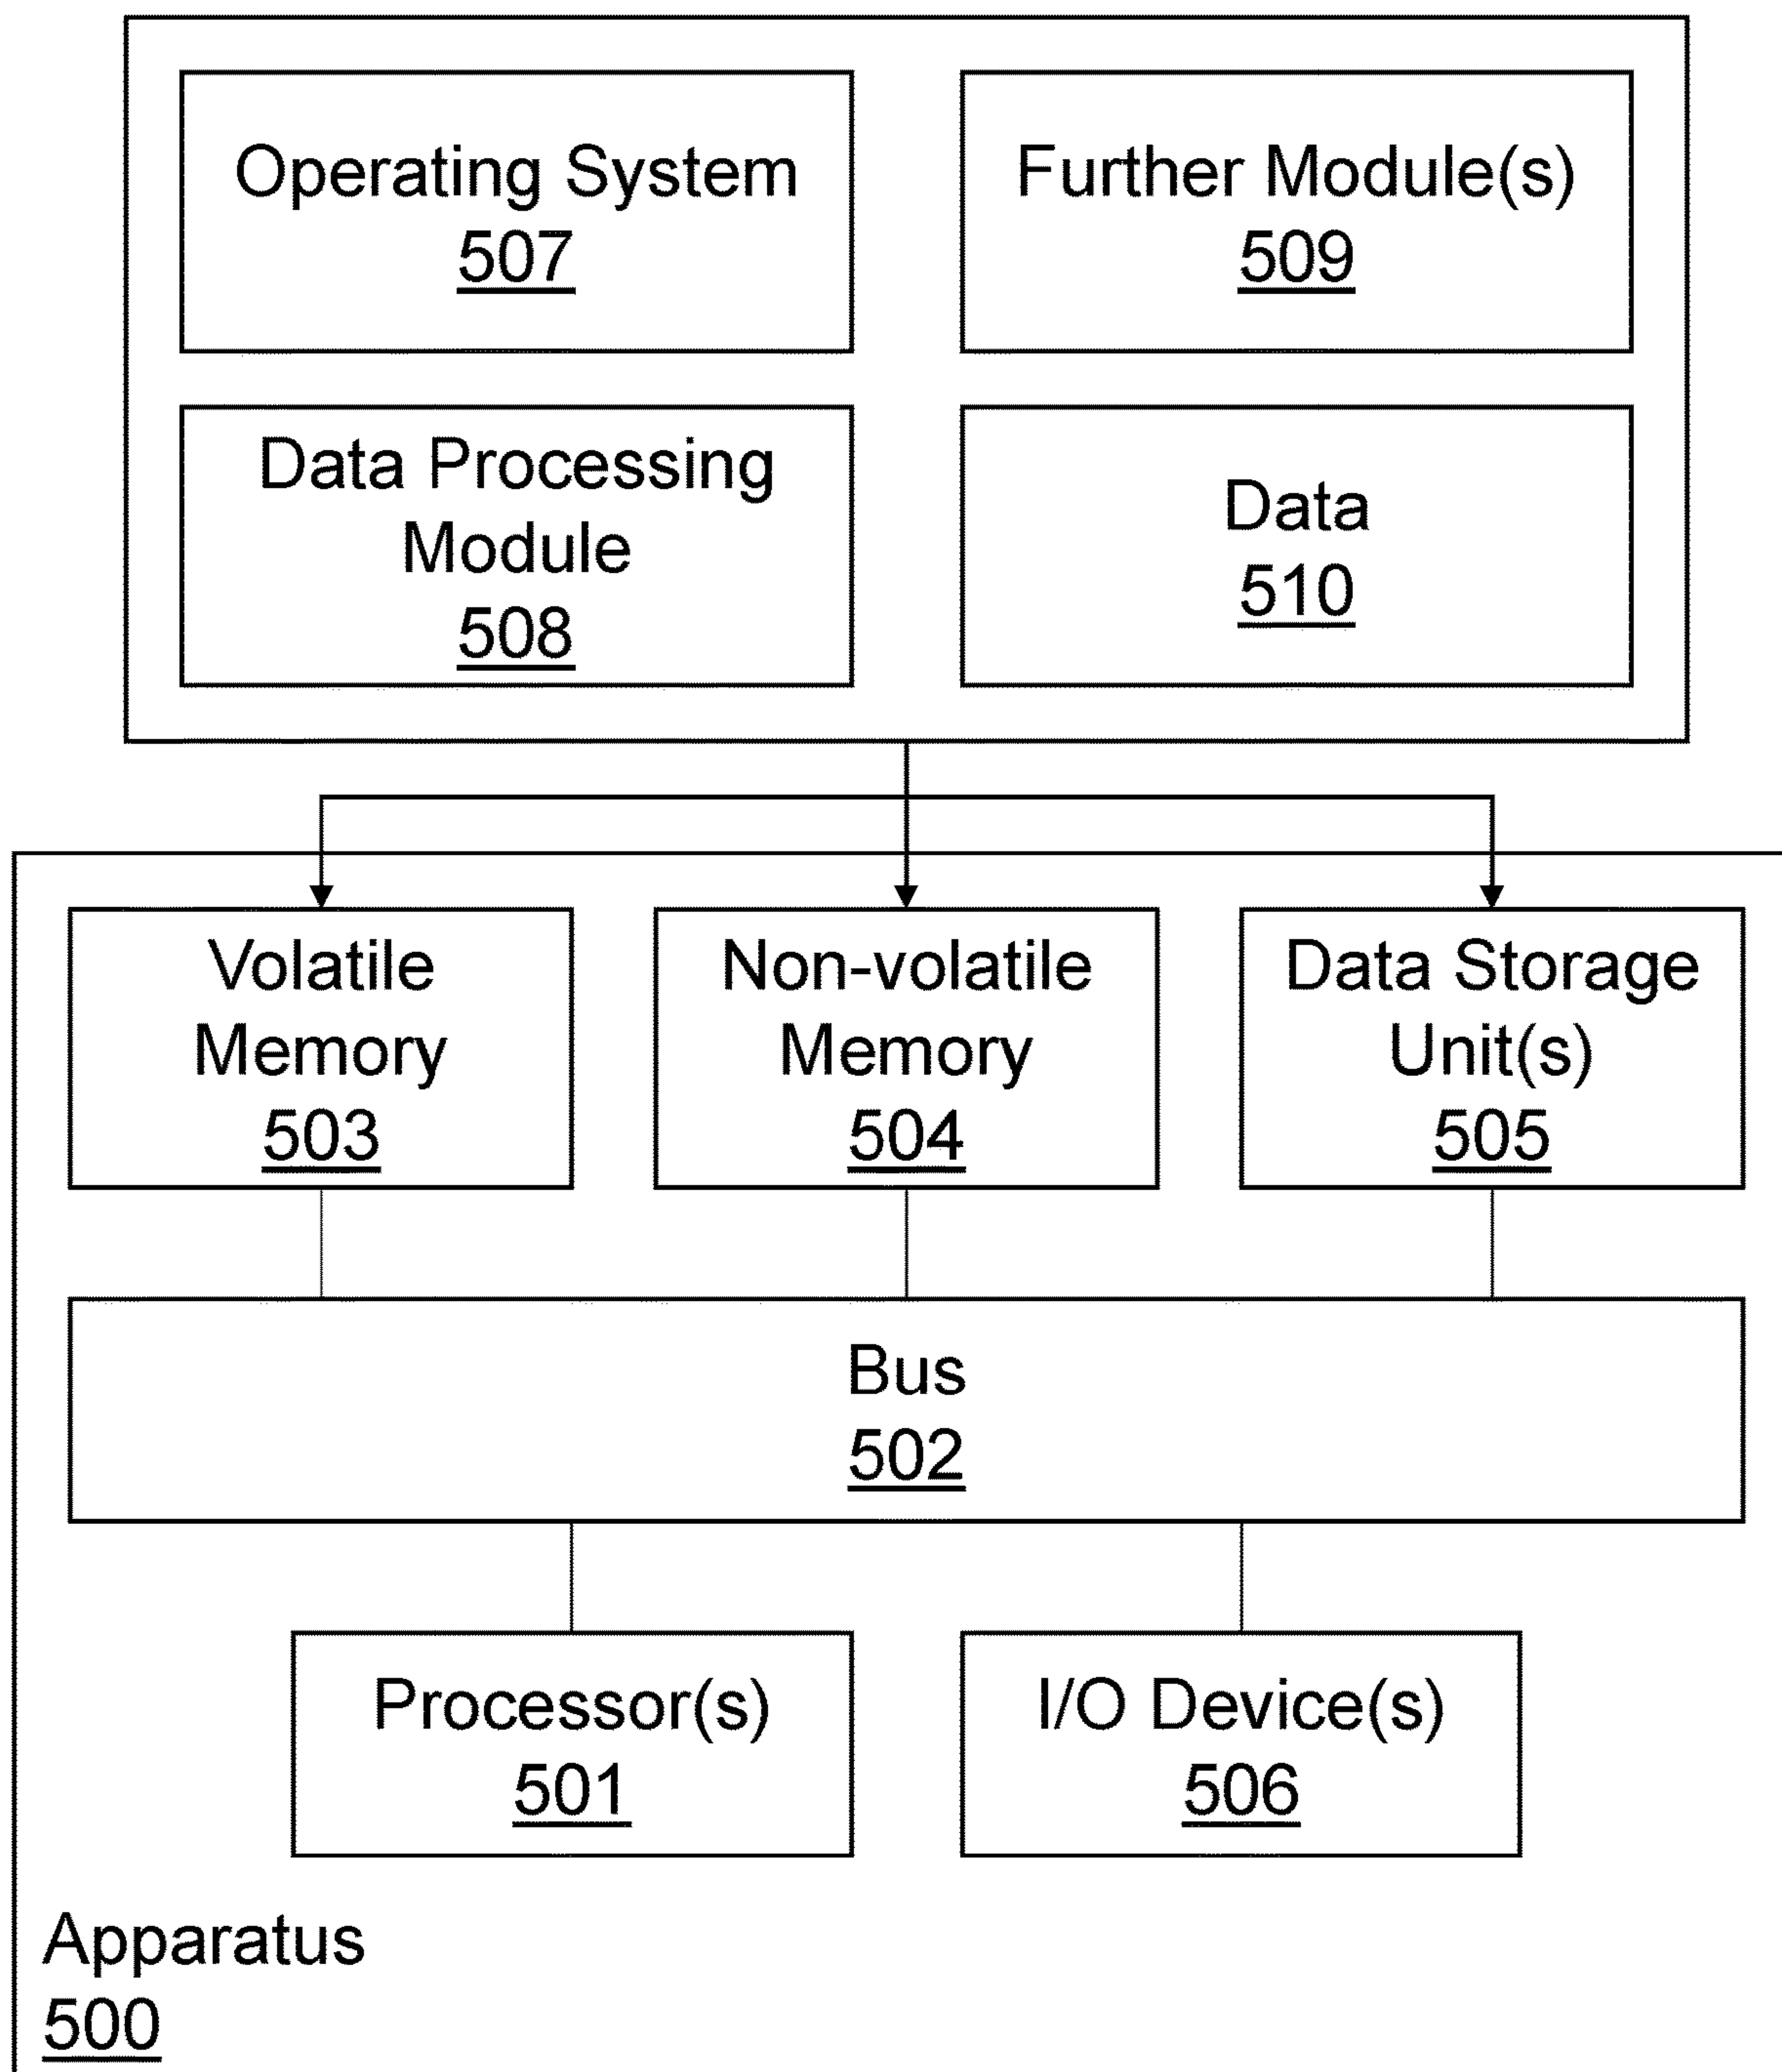 Operating System
507
Further Module(s)
509
Data Processing
Module
508
Data
510
Volatile
Memory
503
Non-volatile
Memory
504
Data Storage
Unit(s)
505
Bus
502
Processor(s)
501
I/O Device(s)
506
Apparatus
500